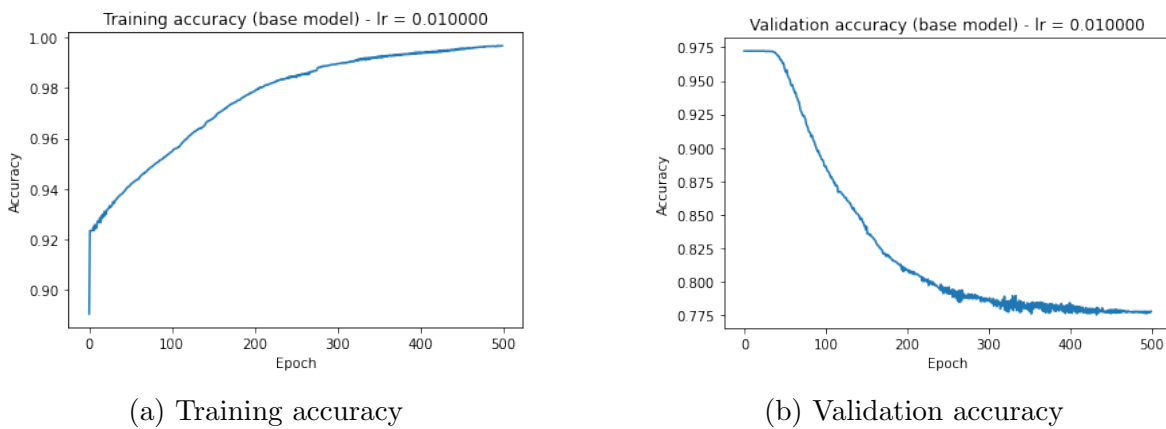 Training accuracy (base model) - lr = 0.010000
1.00
0.98
0.96
0.94
0.92
0.90
Accuracy
0 100 200 300 400 500
Epoch
(a) Training accuracy
Validation accuracy (base model) - lr = 0.010000
0.975
0.950
0.925
0.900
0.875
0.850
0.825
0.800
0.775
Accuracy
0 100 200 300 400 500
Epoch
(b) Validation accuracy